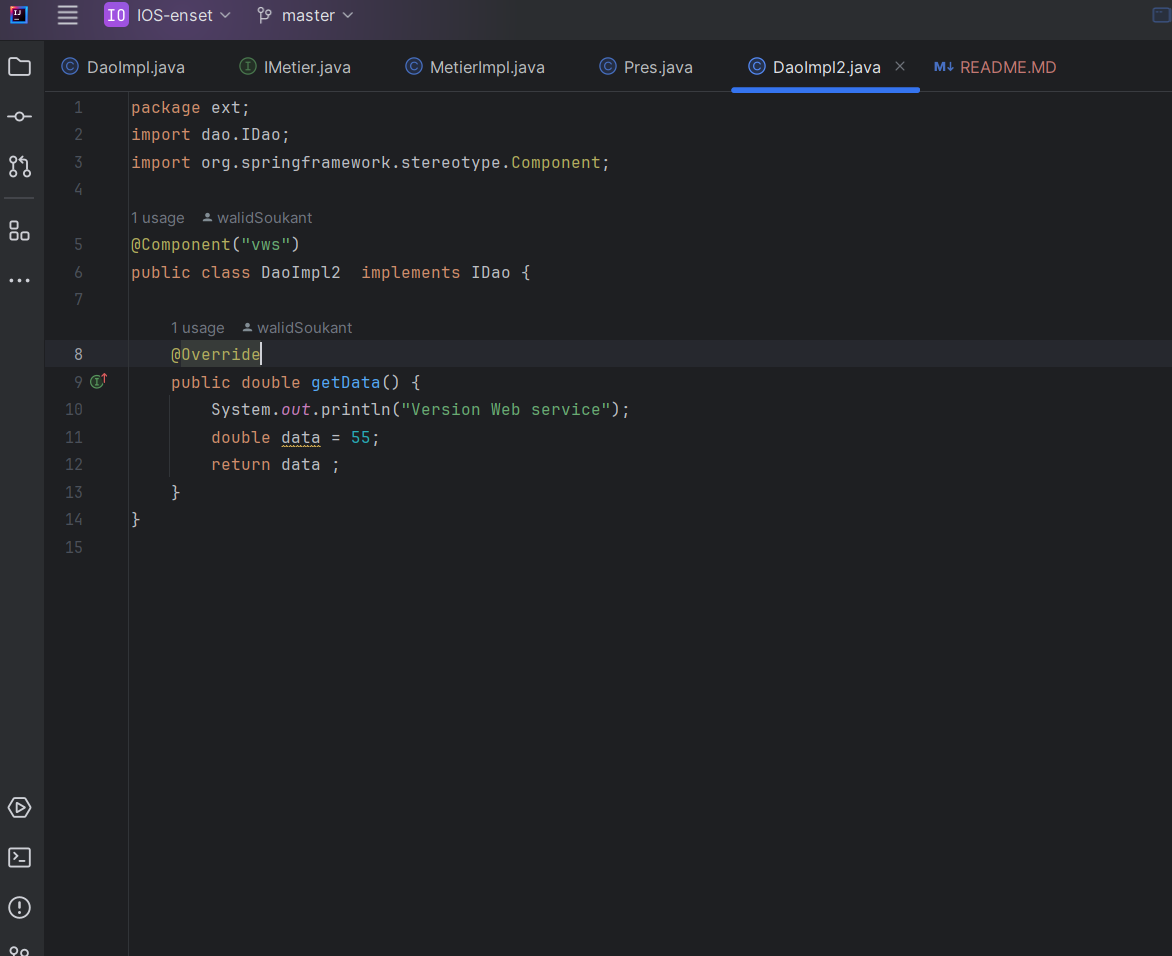 IJ
IO IOS-enset master
C DaoImpl.java I IMetier.java C MetierImpl.java C Pres.java C DaoImpl2.java M↓ README.MD
1 package ext;
2 import dao.IDao;
3 import org.springframework.stereotype.Component;
4
1 usage walidSoukant
5 @Component("vws")
6 public class DaoImpl2  implements IDao {
7
1 usage walidSoukant
8 @Override
9 public double getData() {
10 System.out.println("Version Web service");
11 double data = 55;
12 return data ;
13 }
14 }
15